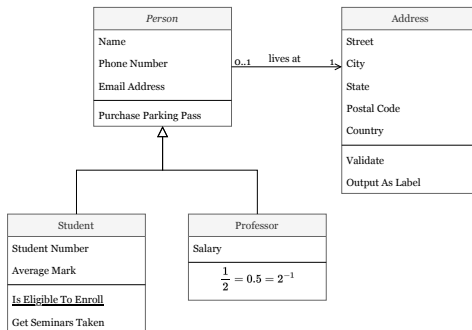 Person
Name
Phone Number
Email Address
Purchase Parking Pass
0..1 lives at 1
Address
Street
City
State
Postal Code
Country
Validate
Output As Label
Student
Student Number
Average Mark
Is Eligible To Enroll
Get Seminars Taken
Professor
Salary
1/2 = 0.5 = 2^{-1}